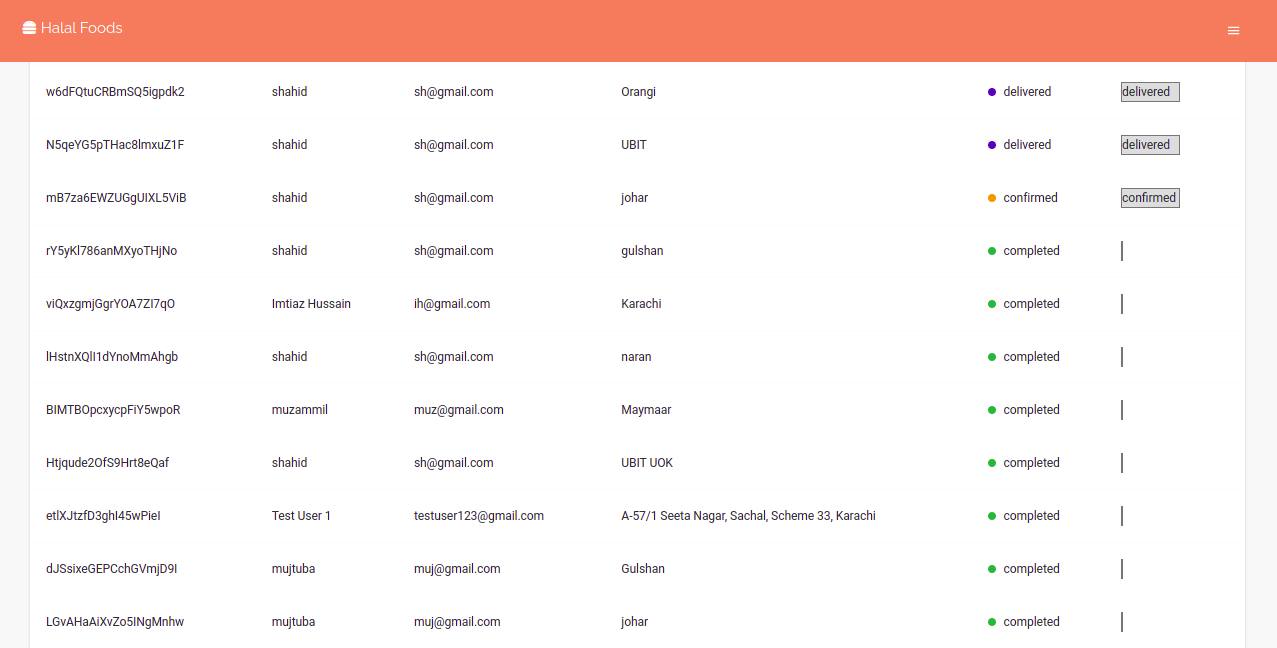 Halal Foods
w6dFQtuCRBmSQ5igpdk2 shahid sh@gmail.com Orangi delivered delivered
N5qeYG5pTHac8lmxuZ1F shahid sh@gmail.com UBIT delivered delivered
mB7za6EWZUGgUIXL5ViB shahid sh@gmail.com johar confirmed confirmed
rY5yKl786anMXyoTHjNo shahid sh@gmail.com gulshan completed
viQxzgmjGgrYOA7ZI7qO Imtiaz Hussain ih@gmail.com Karachi completed
lHstnXQlI1dYnoMmAhgb shahid sh@gmail.com naran completed
BIMTBOpcxycpFiY5wpoR muzammil muz@gmail.com Maymaar completed
Htjqude2OfS9Hrt8eQaf shahid sh@gmail.com UBIT UOK completed
etlXJtzfD3ghI45wPieI Test User 1 testuser123@gmail.com A-57/1 Seeta Nagar, Sachal, Scheme 33, Karachi completed
dJSsixeGEPCchGVmjD9I mujtuba muj@gmail.com Gulshan completed
LGvAHaAiXvZo5INgMnhw mujtuba muj@gmail.com johar completed